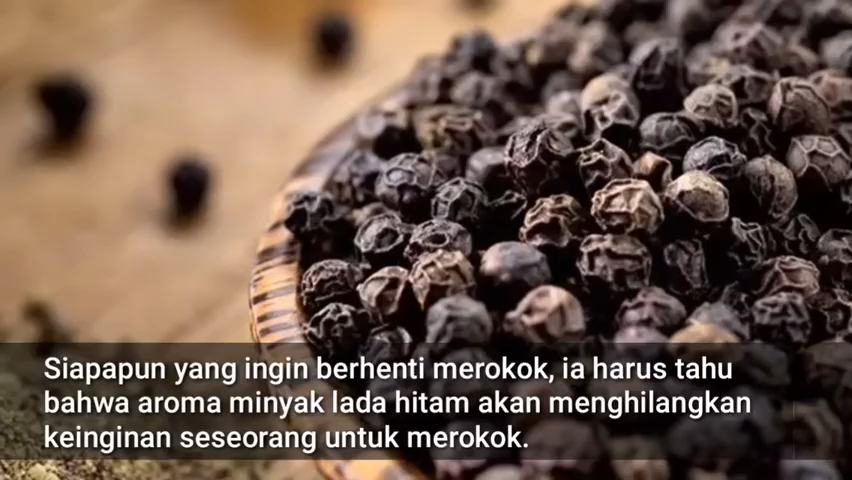 Siapapun yang ingin berhenti merokok, ia harus tahu
bahwa aroma minyak lada hitam akan menghilangkan
keinginan seseorang untuk merokok.